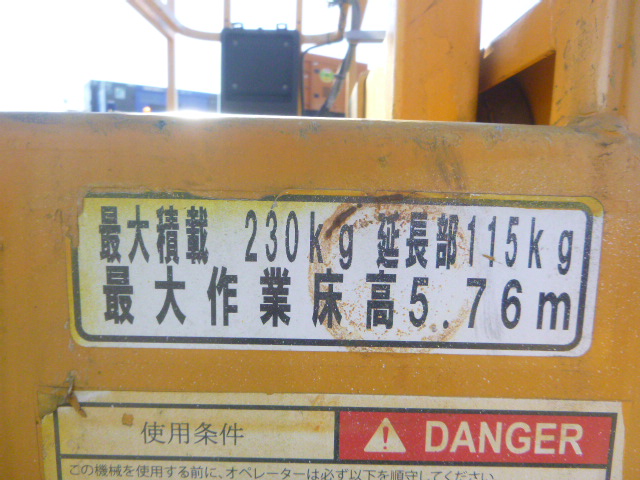 最大積載 230kg 延長部115kg
最大作業床高5.76m
使用条件 DANGER
この機械を使用する前に、オペレーターは必ず以下を順守してください。